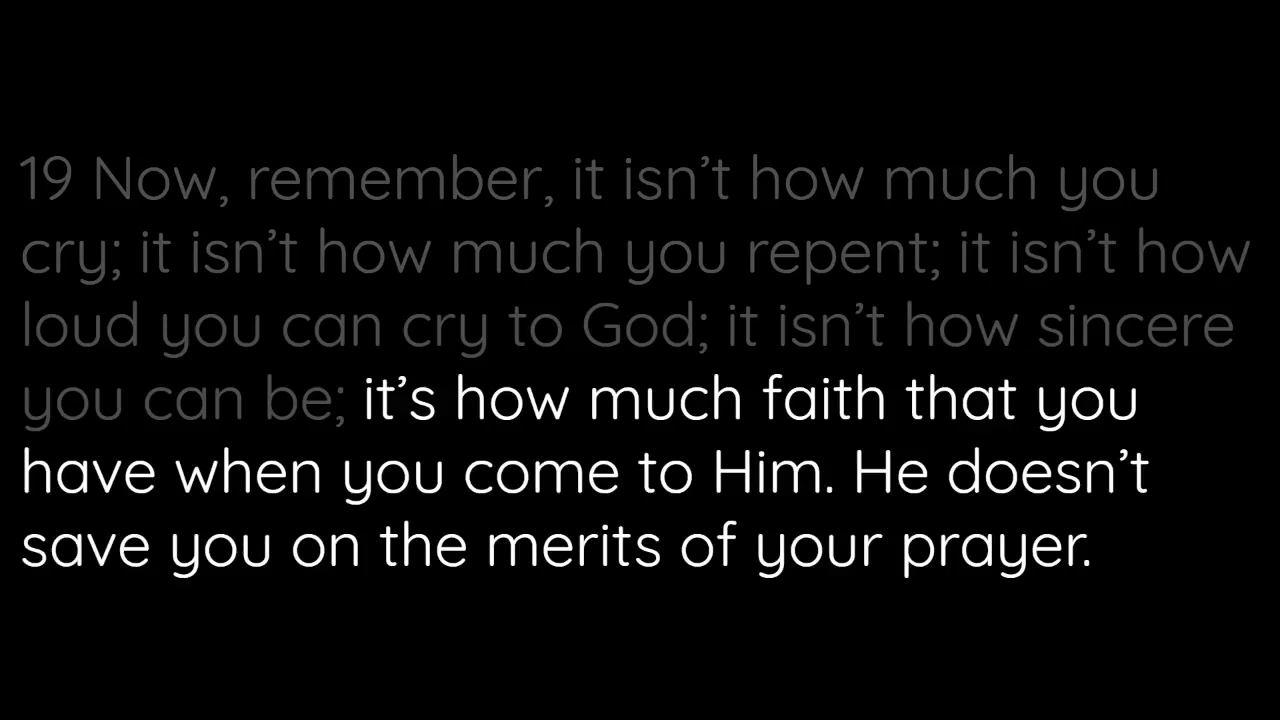 19 Now, remember, it isn’t how much you
cry; it isn’t how much you repent; it isn’t how
loud you can cry to God; it isn’t how sincere
you can be; it’s how much faith that you
have when you come to Him. He doesn’t
save you on the merits of your prayer.